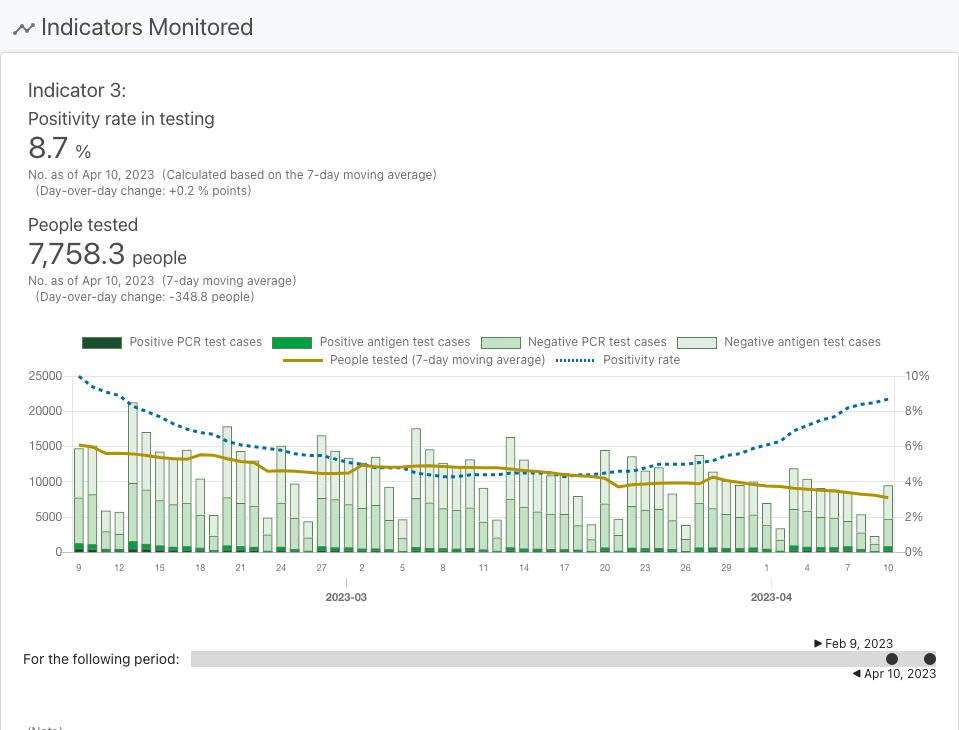 Indicators Monitored
Indicator 3:
Positivity rate in testing
8.7 %
No. as of Apr 10, 2023 (Calculated based on the 7-day moving average)
(Day-over-day change: +0.2 % points)
People tested
7,758.3 people
No. as of Apr 10, 2023 (7-day moving average)
(Day-over-day change: -348.8 people)
Positive PCR test cases Positive antigen test cases Negative PCR test cases Negative antigen test cases
People tested (7-day moving average) Positivity rate
25000 10%
20000 8%
15000 6%
10000 4%
5000 2%
0 0%
9 12 15 18 21 24 27 2 5 8 11 14 17 20 23 26 29 1 4 7 10
2023-03 2023-04
▶ Feb 9, 2023
For the following period:
◀ Apr 10, 2023